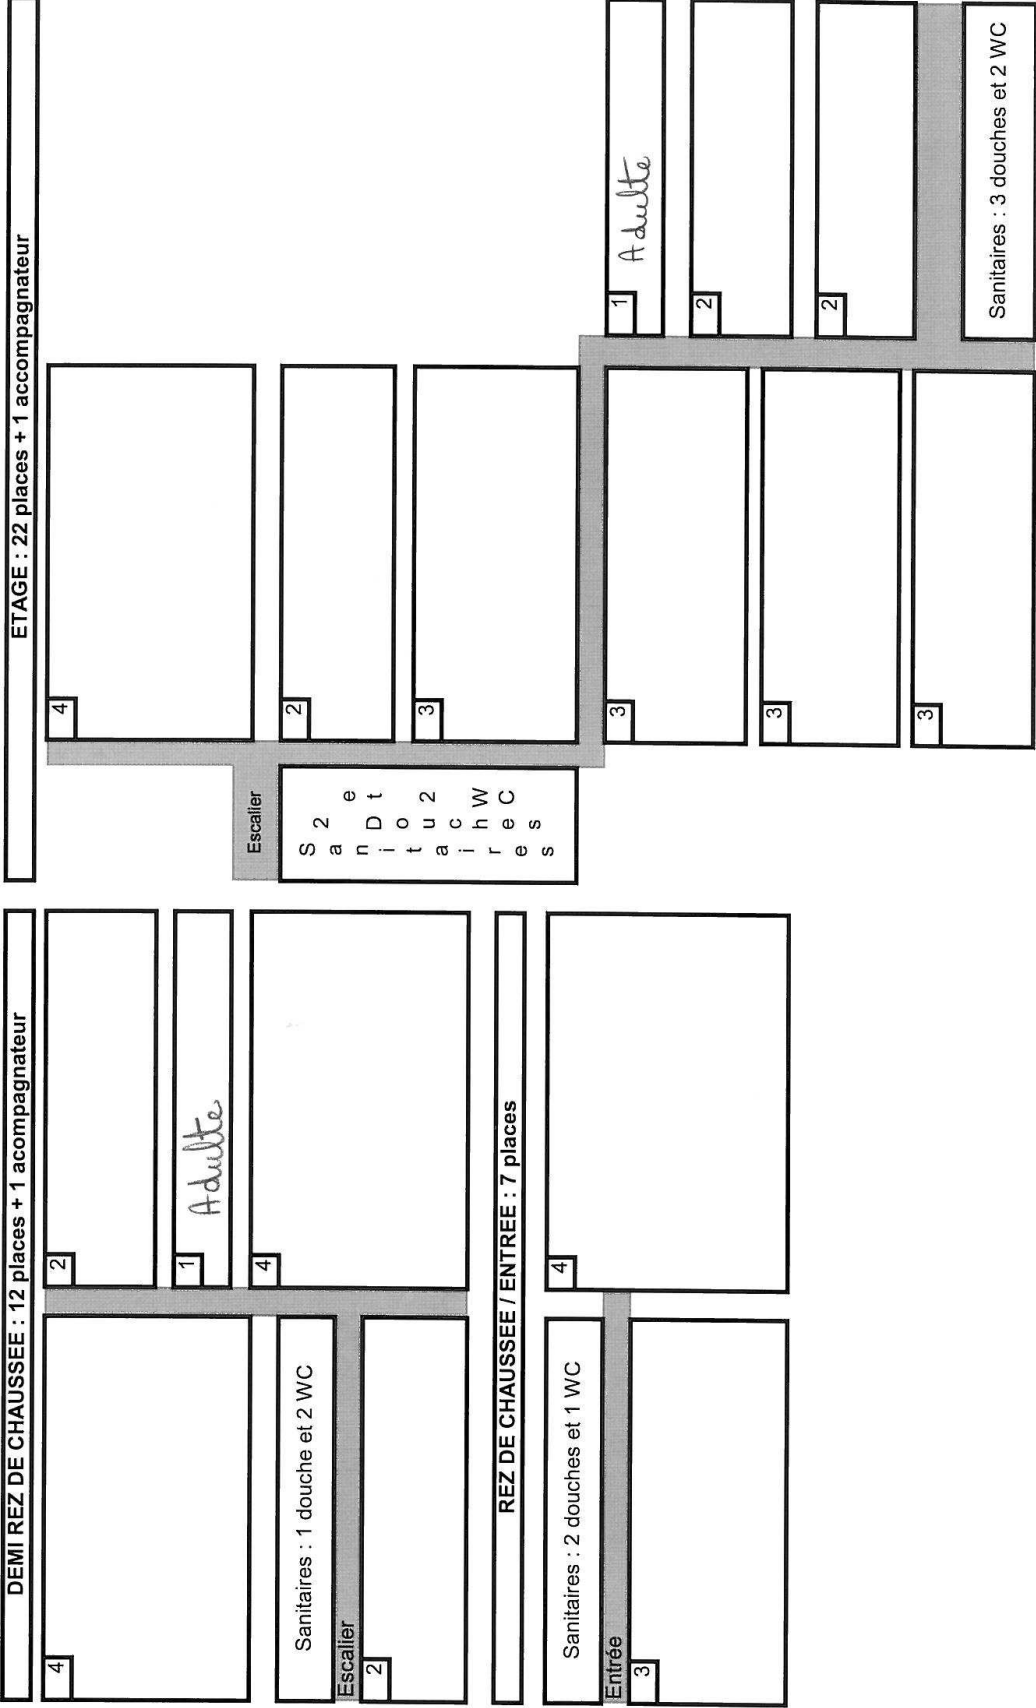 DEMI REZ DE CHAUSSEE : 12 places + 1 acompagnateur
4
2
1 Adulte
Sanitaires : 1 douche et 2 WC
4
Escalier
2
REZ DE CHAUSSEE / ENTREE : 7 places
Sanitaires : 2 douches et 1 WC
4
Entrée
3
ETAGE : 22 places + 1 accompagnateur
4
Escalier
S 2
a e
n D t
i o
t u 2
a c
i h W
r e C
e s
s
2
3
3
1 Adulte
2
3
2
3
Sanitaires : 3 douches et 2 WC